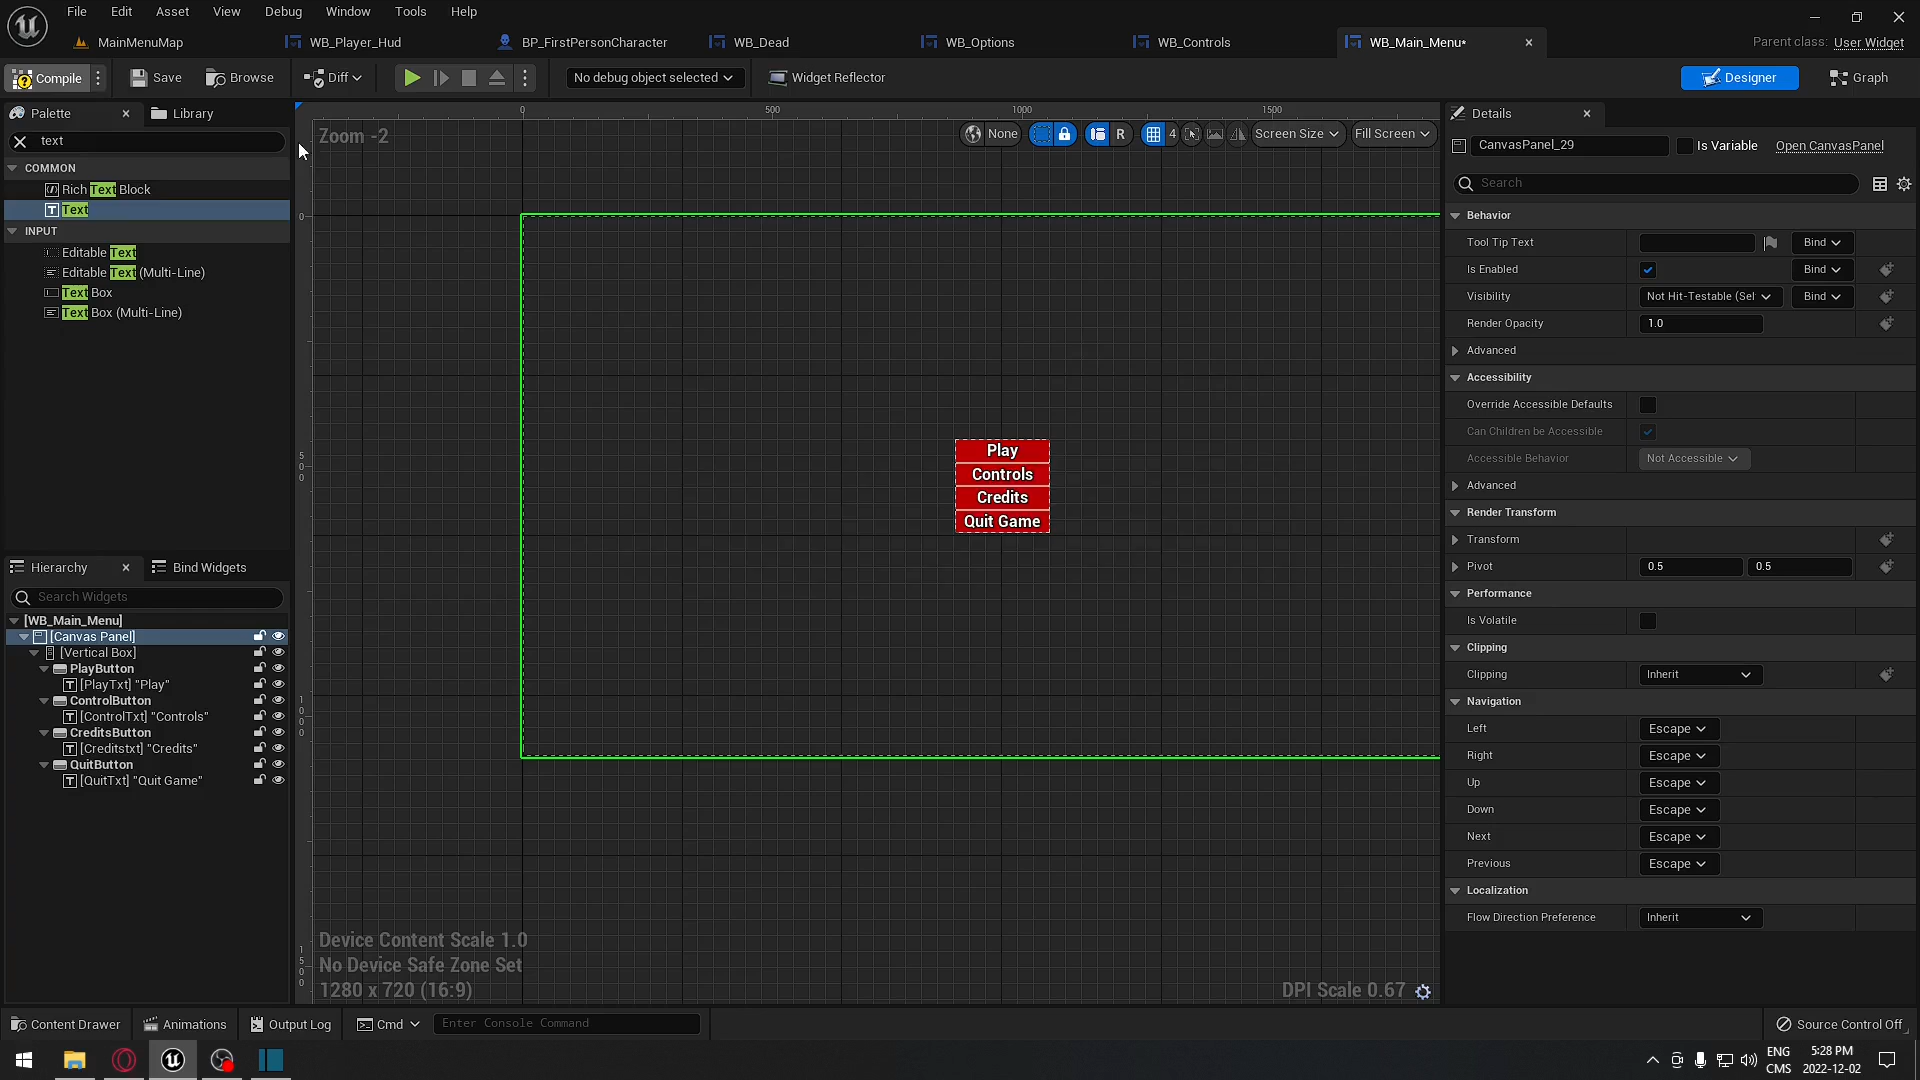 File Edit Asset View Debug Window Tools Help
MainMenuMap WB_Player_Hud BP_FirstPersonCharacter WB_Dead WB_Options WB_Controls WB_Main_Menu* Parent class: User Widget
Compile Save Browse Diff No debug object selected Widget Reflector Designer Graph
Palette Library
text
COMMON
Rich Text Block
Text
INPUT
Editable Text
Editable Text (Multi-Line)
Text Box
Text Box (Multi-Line)
Hierarchy Bind Widgets
Search Widgets
[WB_Main_Menu]
[Canvas Panel]
[Vertical Box]
PlayButton
[PlayTxt] "Play"
ControlButton
[ControlTxt] "Controls"
CreditsButton
[Creditstxt] "Credits"
QuitButton
[QuitTxt] "Quit Game"
0 500 1000 1500
Zoom -2
None R 4 Screen Size Fill Screen
0
500
1000
1500
Play
Controls
Credits
Quit Game
Device Content Scale 1.0
No Device Safe Zone Set
1280 x 720 (16:9)
DPI Scale 0.67
Details
CanvasPanel_29 Is Variable Open CanvasPanel
Search
Behavior
Tool Tip Text Bind
Is Enabled Bind
Visibility Not Hit-Testable (Sel Bind
Render Opacity 1.0
Advanced
Accessibility
Override Accessible Defaults
Can Children be Accessible
Accessible Behavior Not Accessible
Advanced
Render Transform
Transform
Pivot 0.5 0.5
Performance
Is Volatile
Clipping
Clipping Inherit
Navigation
Left Escape
Right Escape
Up Escape
Down Escape
Next Escape
Previous Escape
Localization
Flow Direction Preference Inherit
Content Drawer Animations Output Log Cmd Enter Console Command Source Control Off
ENG 5:28 PM
CMS 2022-12-02